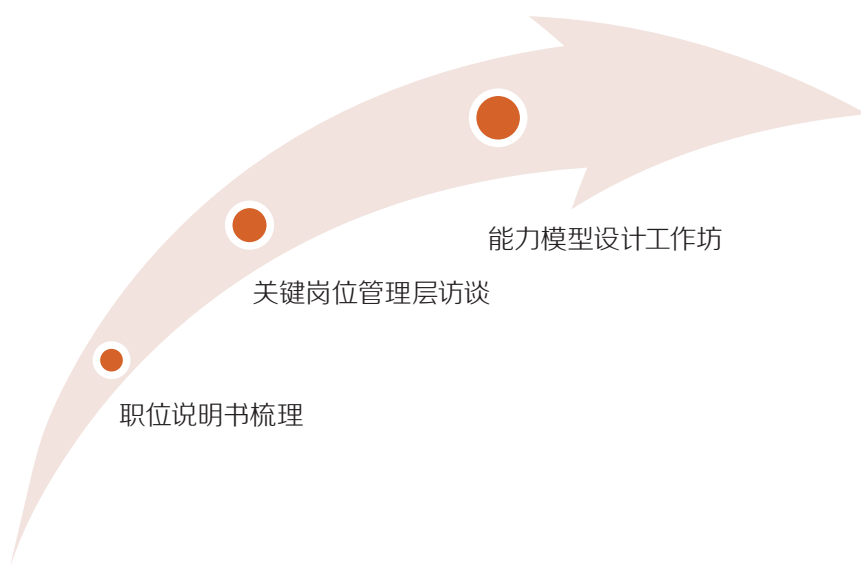 能力模型设计工作坊
关键岗位管理层访谈
职位说明书梳理